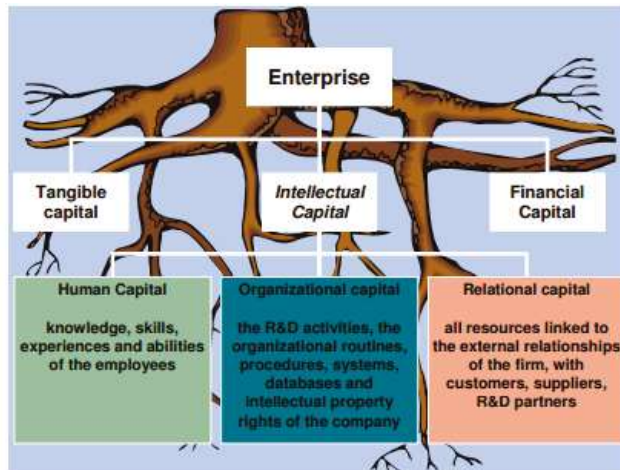 Enterprise
Tangible
capital
Intellectual
Capital
Financial
Capital
Human Capital
knowledge, skills,
experiences and abilities
of the employees
Organizational capital
the R&D activities, the
organizational routines,
procedures, systems,
databases and
intellectual property
rights of the company
Relational capital
all resources linked to
the external relationships
of the firm, with
customers, suppliers,
R&D partners